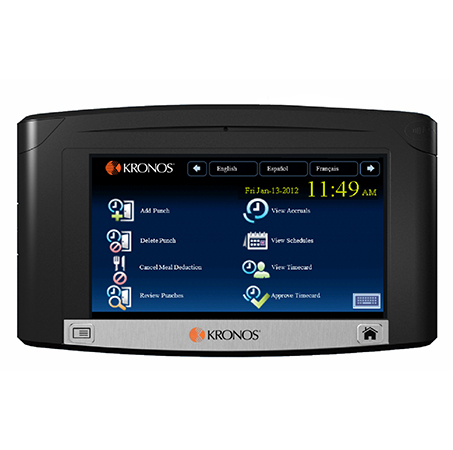 KRONOS
English Español Français
Fri Jan-13-2012 11:49 AM
Add Punch
View Accruals
Delete Punch
View Schedules
Cancel Meal Deduction
View Timecard
Review Punches
Approve Timecard
KRONOS